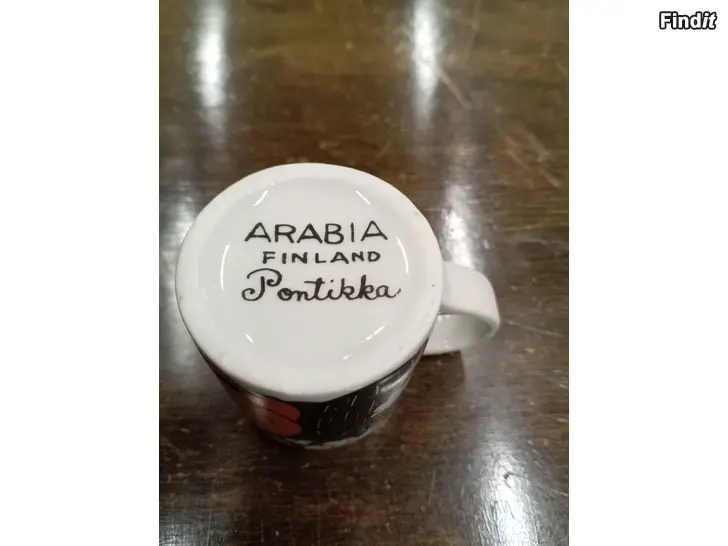 Findit
ARABIA
FINLAND
Pontikka